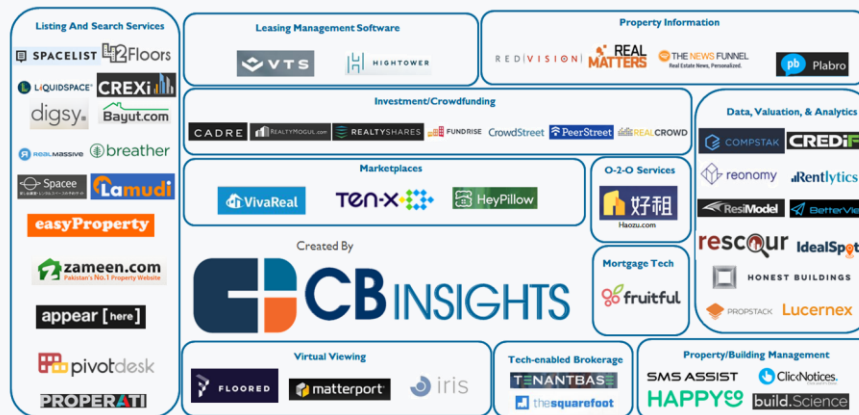 Listing And Search Services
SPACELIST
42Floors
LIQUIDSPACE
CREXi
digsy
Bayut.com
REALMASSIVE
breather
Spacee
Lamudi
easyProperty
zameen.com
Pakistan's No.1 Property Website
appear [here]
pivotdesk
PROPERATI
Leasing Management Software
VTS
HIGHTOWER
Property Information
RED|VISION
REAL
MATTERS
THE NEWS FUNNEL
Real Estate News, Personalized.
pb
Plabro
Investment/Crowdfunding
CADRE
REALTYMOGUL.com
REALTYSHARES
FUNDRISE
CrowdStreet
PeerStreet
REALCROWD
Marketplaces
VivaReal
TEN-X
HeyPillow
O-2-O Services
好租
Haozu.com
Mortgage Tech
fruitful
Data, Valuation, & Analytics
COMPSTAK
CREDiF
reonomy
Rentlytics
ResiModel
BetterVie
rescour
IdealSpot
HONEST BUILDINGS
PROPSTACK
Lucernex
Created By
CB INSIGHTS
Virtual Viewing
FLOORED
matterport
iris
Tech-enabled Brokerage
TENANTBASE
thesquarefoot
Property/Building Management
SMS ASSIST
ClickNotices
HAPPYCO
build.Science